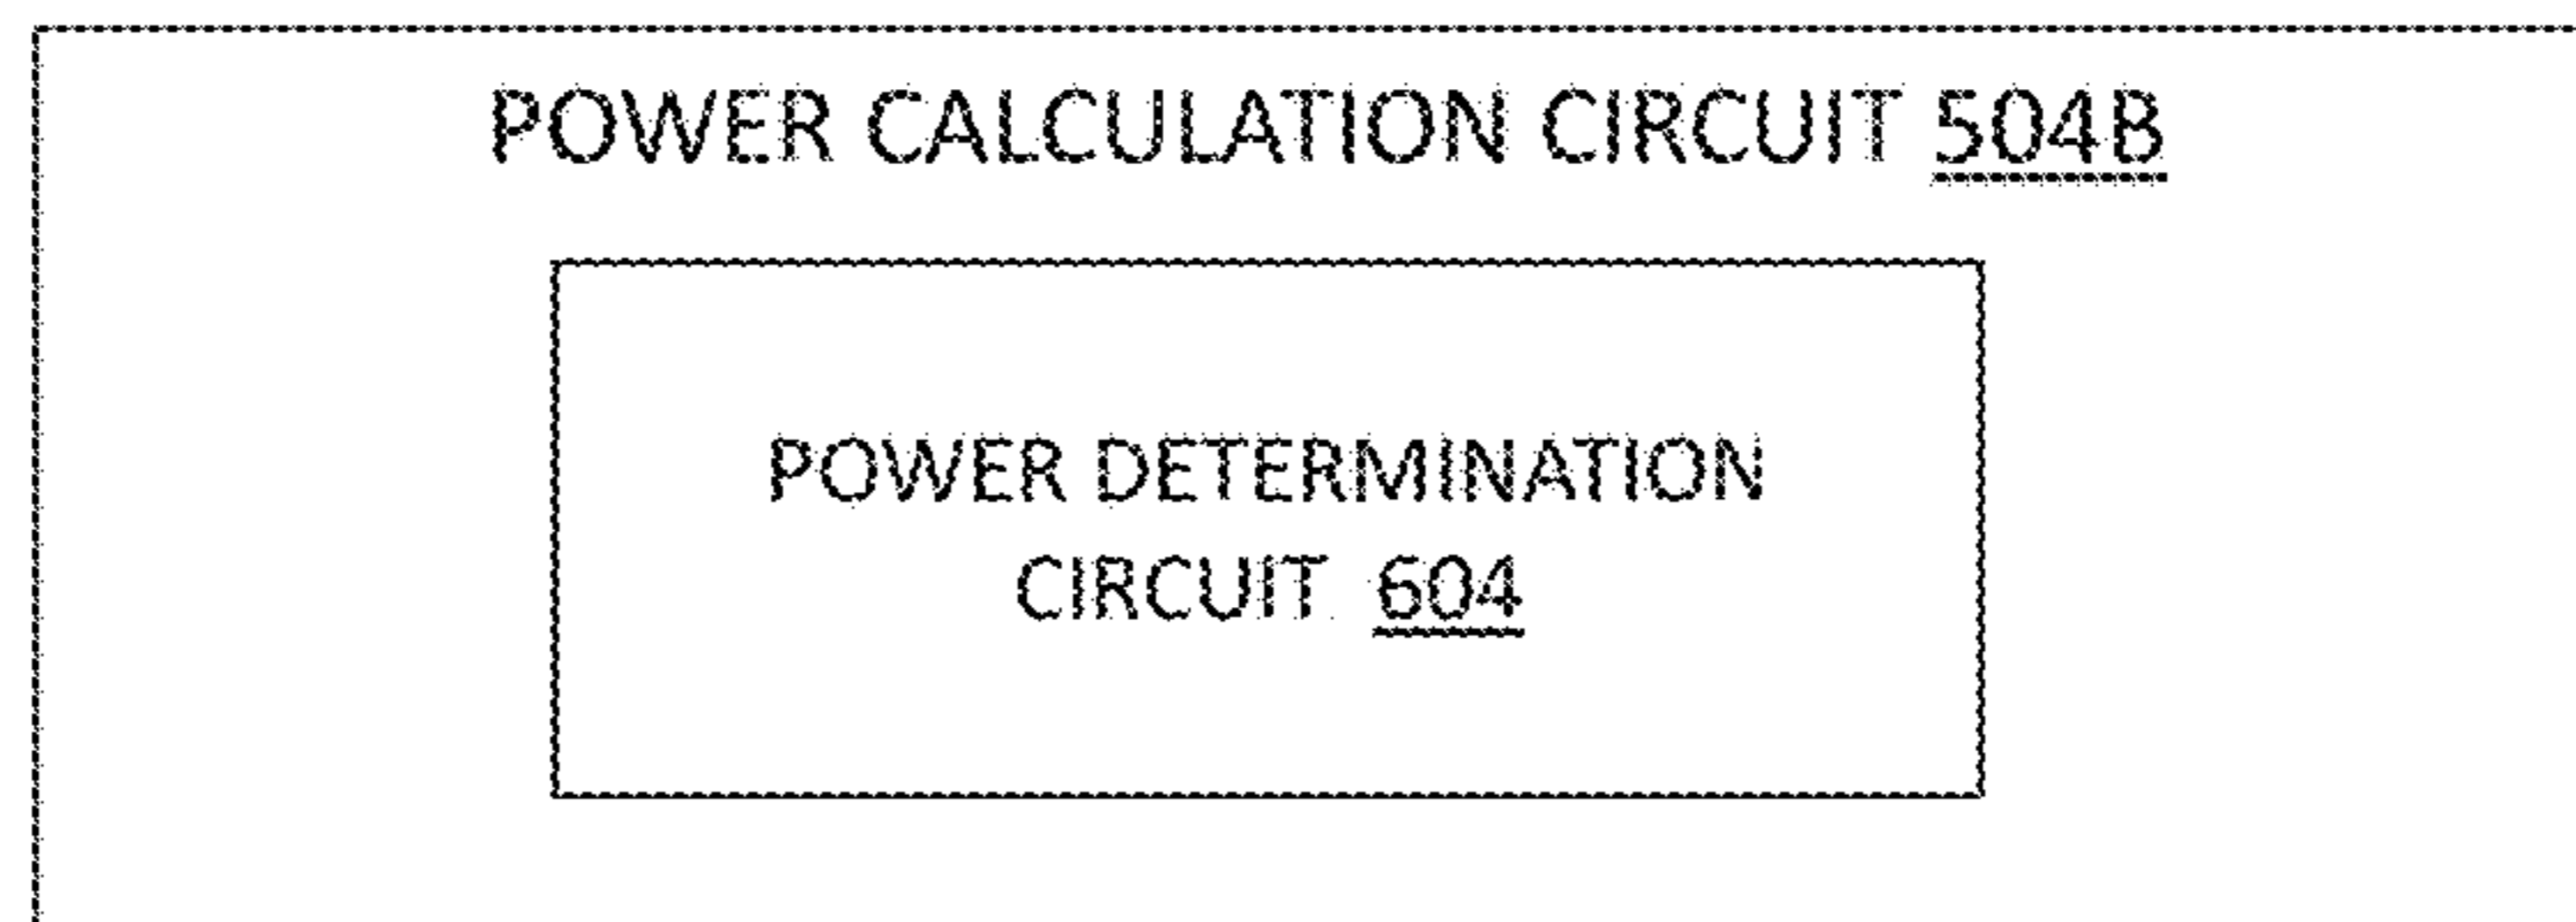 POWER CALCULATION CIRCUIT 504B
POWER DETERMINATION
CIRCUIT 604